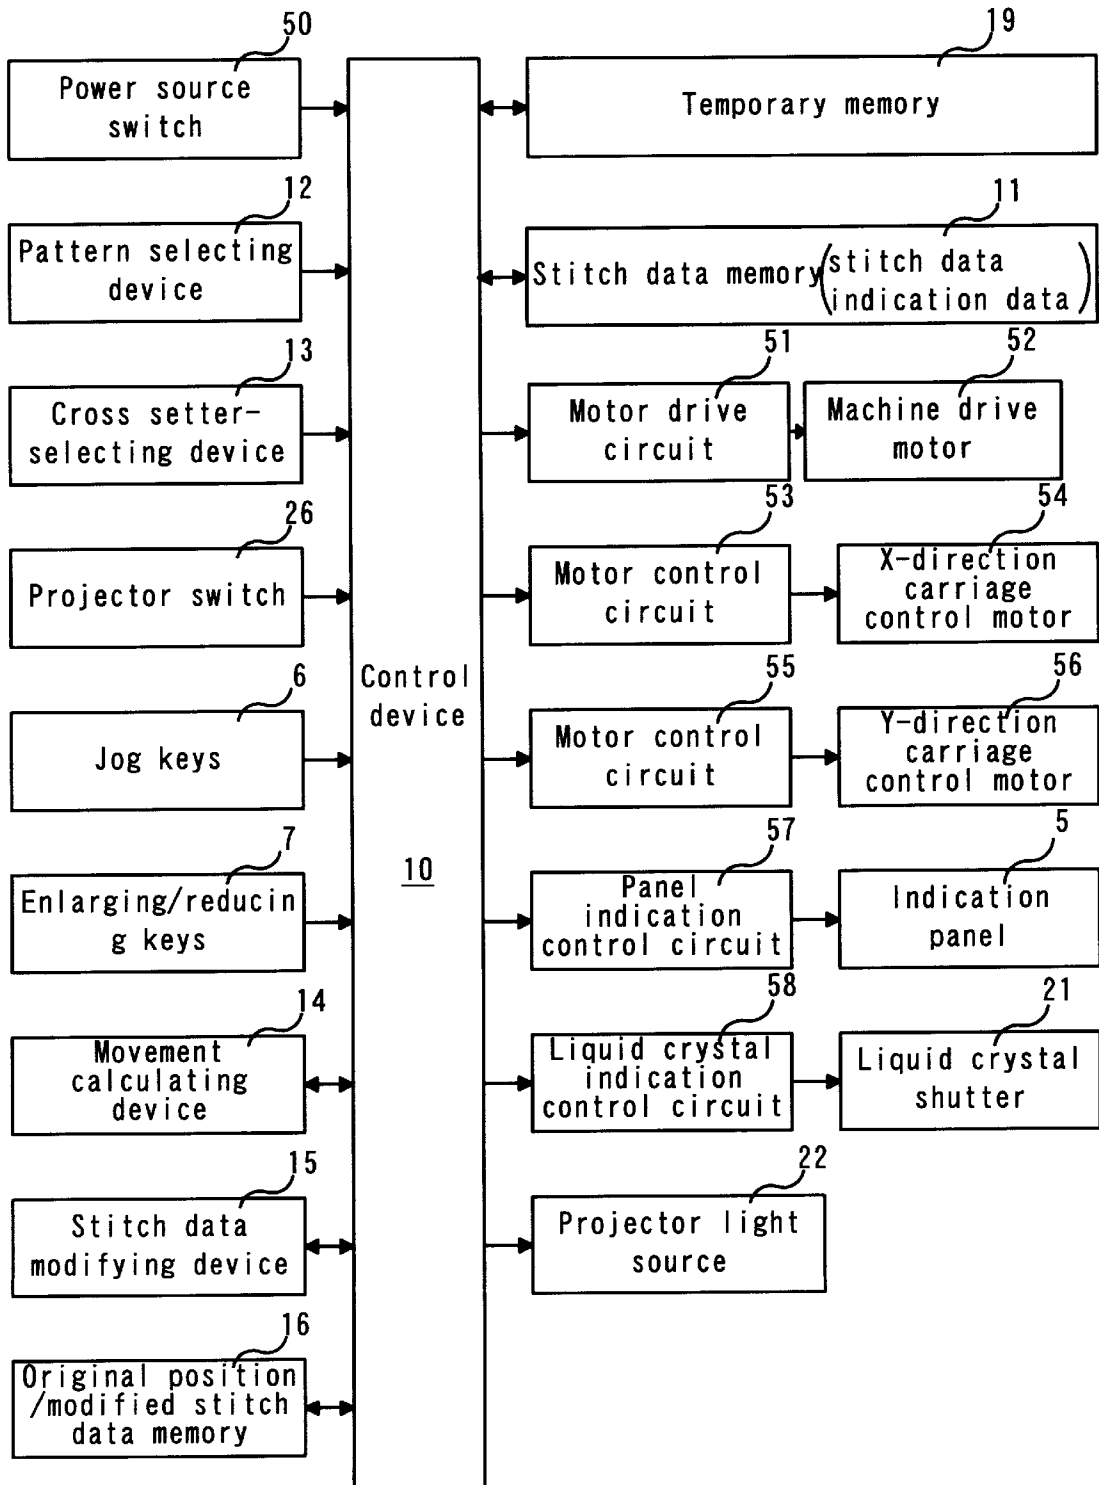 50
Power source
switch
12
Pattern selecting
device
13
Cross setter-
selecting device
26
Projector switch
6
Jog keys
7
Enlarging/reducin
g keys
14
Movement
calculating
device
15
Stitch data
modifying device
16
Original position
/modified stitch
data memory
Control
device
10
19
Temporary memory
11
Stitch data memory(stitch data
indication data)
51
Motor drive
circuit
52
Machine drive
motor
53
Motor control
circuit
54
X-direction
carriage
control motor
55
Motor control
circuit
56
Y-direction
carriage
control motor
57
Panel
indication
control circuit
5
Indication
panel
58
Liquid crystal
indication
control circuit
21
Liquid crystal
shutter
22
Projector light
source